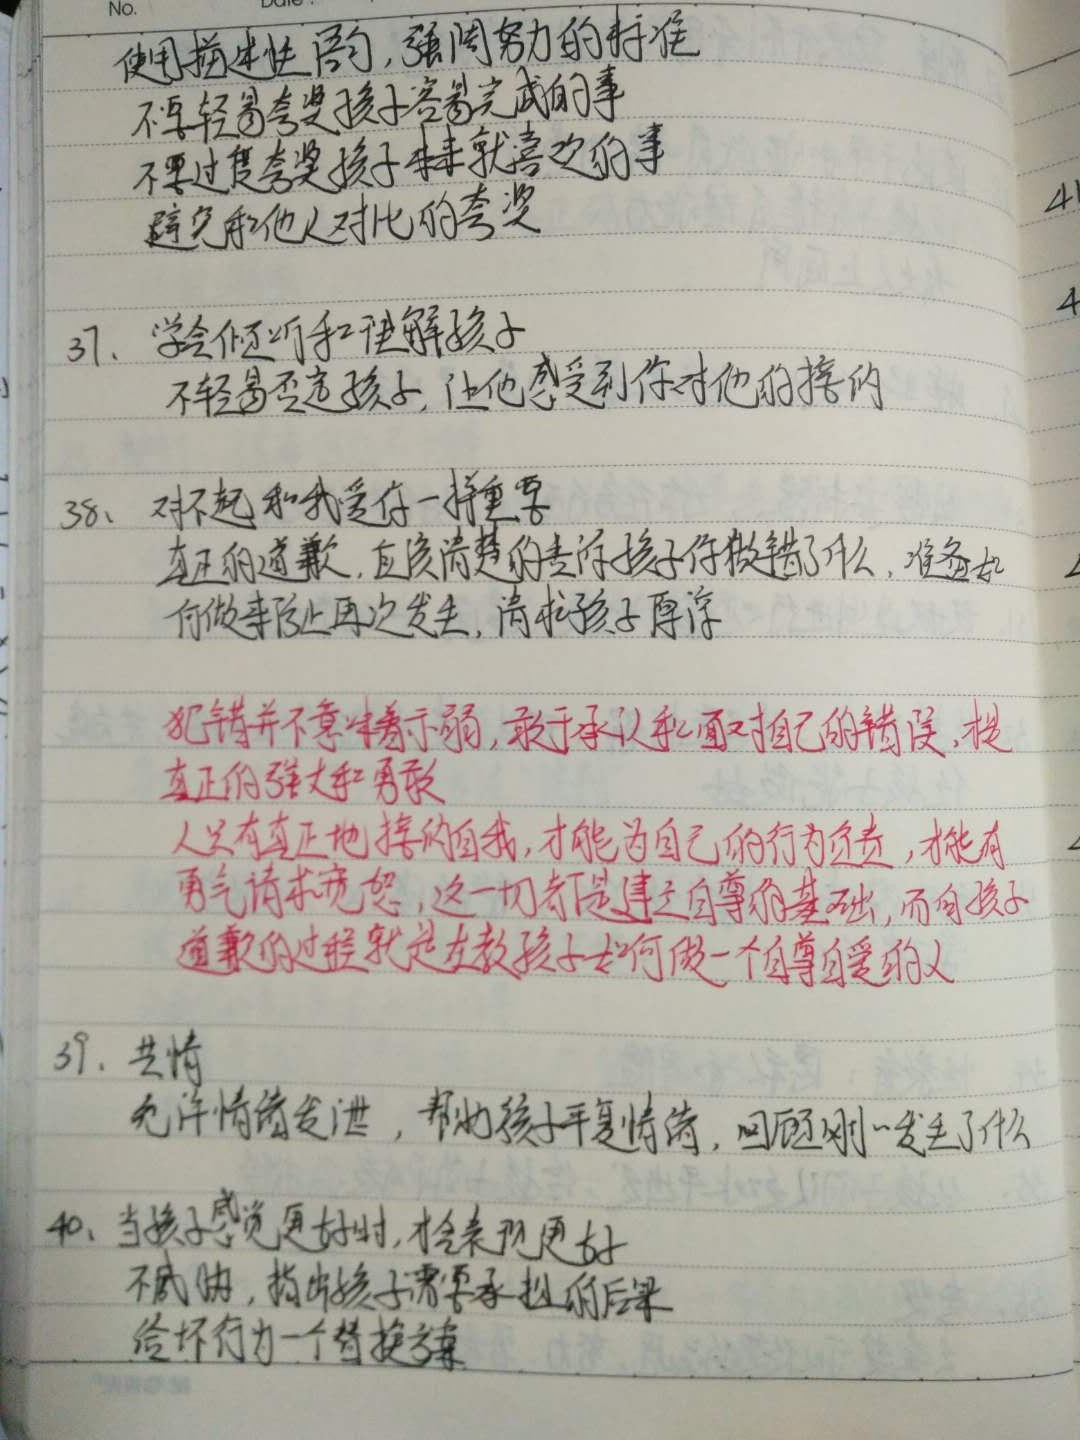 No. Date:
使用描述性语句，强调努力的标准
不要轻易夸奖孩子容易完成的事
不要过度夸奖孩子本来就喜欢的事
避免和他人对比的夸奖
37、学会倾听和理解孩子
不轻易否定孩子，让他感受到你对他的接纳
38、对不起和我爱你一样重要
真正的道歉，应该清楚的告诉孩子你做错了什么，准备如
何做来防止再次发生，请求孩子原谅
犯错并不意味着示弱，敢于承认和面对自己的错误，是
真正的强大和勇敢
人只有真正地接纳自我，才能为自己的行为负责，才能有
勇气请求宽恕，这一切都是建立自尊的基础，而向孩子
道歉的过程就是在教孩子如何做一个自尊自爱的人
39、共情
允许情绪发泄，帮助孩子平复情绪，回顾刚刚发生了什么
40、当孩子感觉更好时，才会表现更好
不威胁，指出孩子需要承担的后果
给坏行为一个替换方案